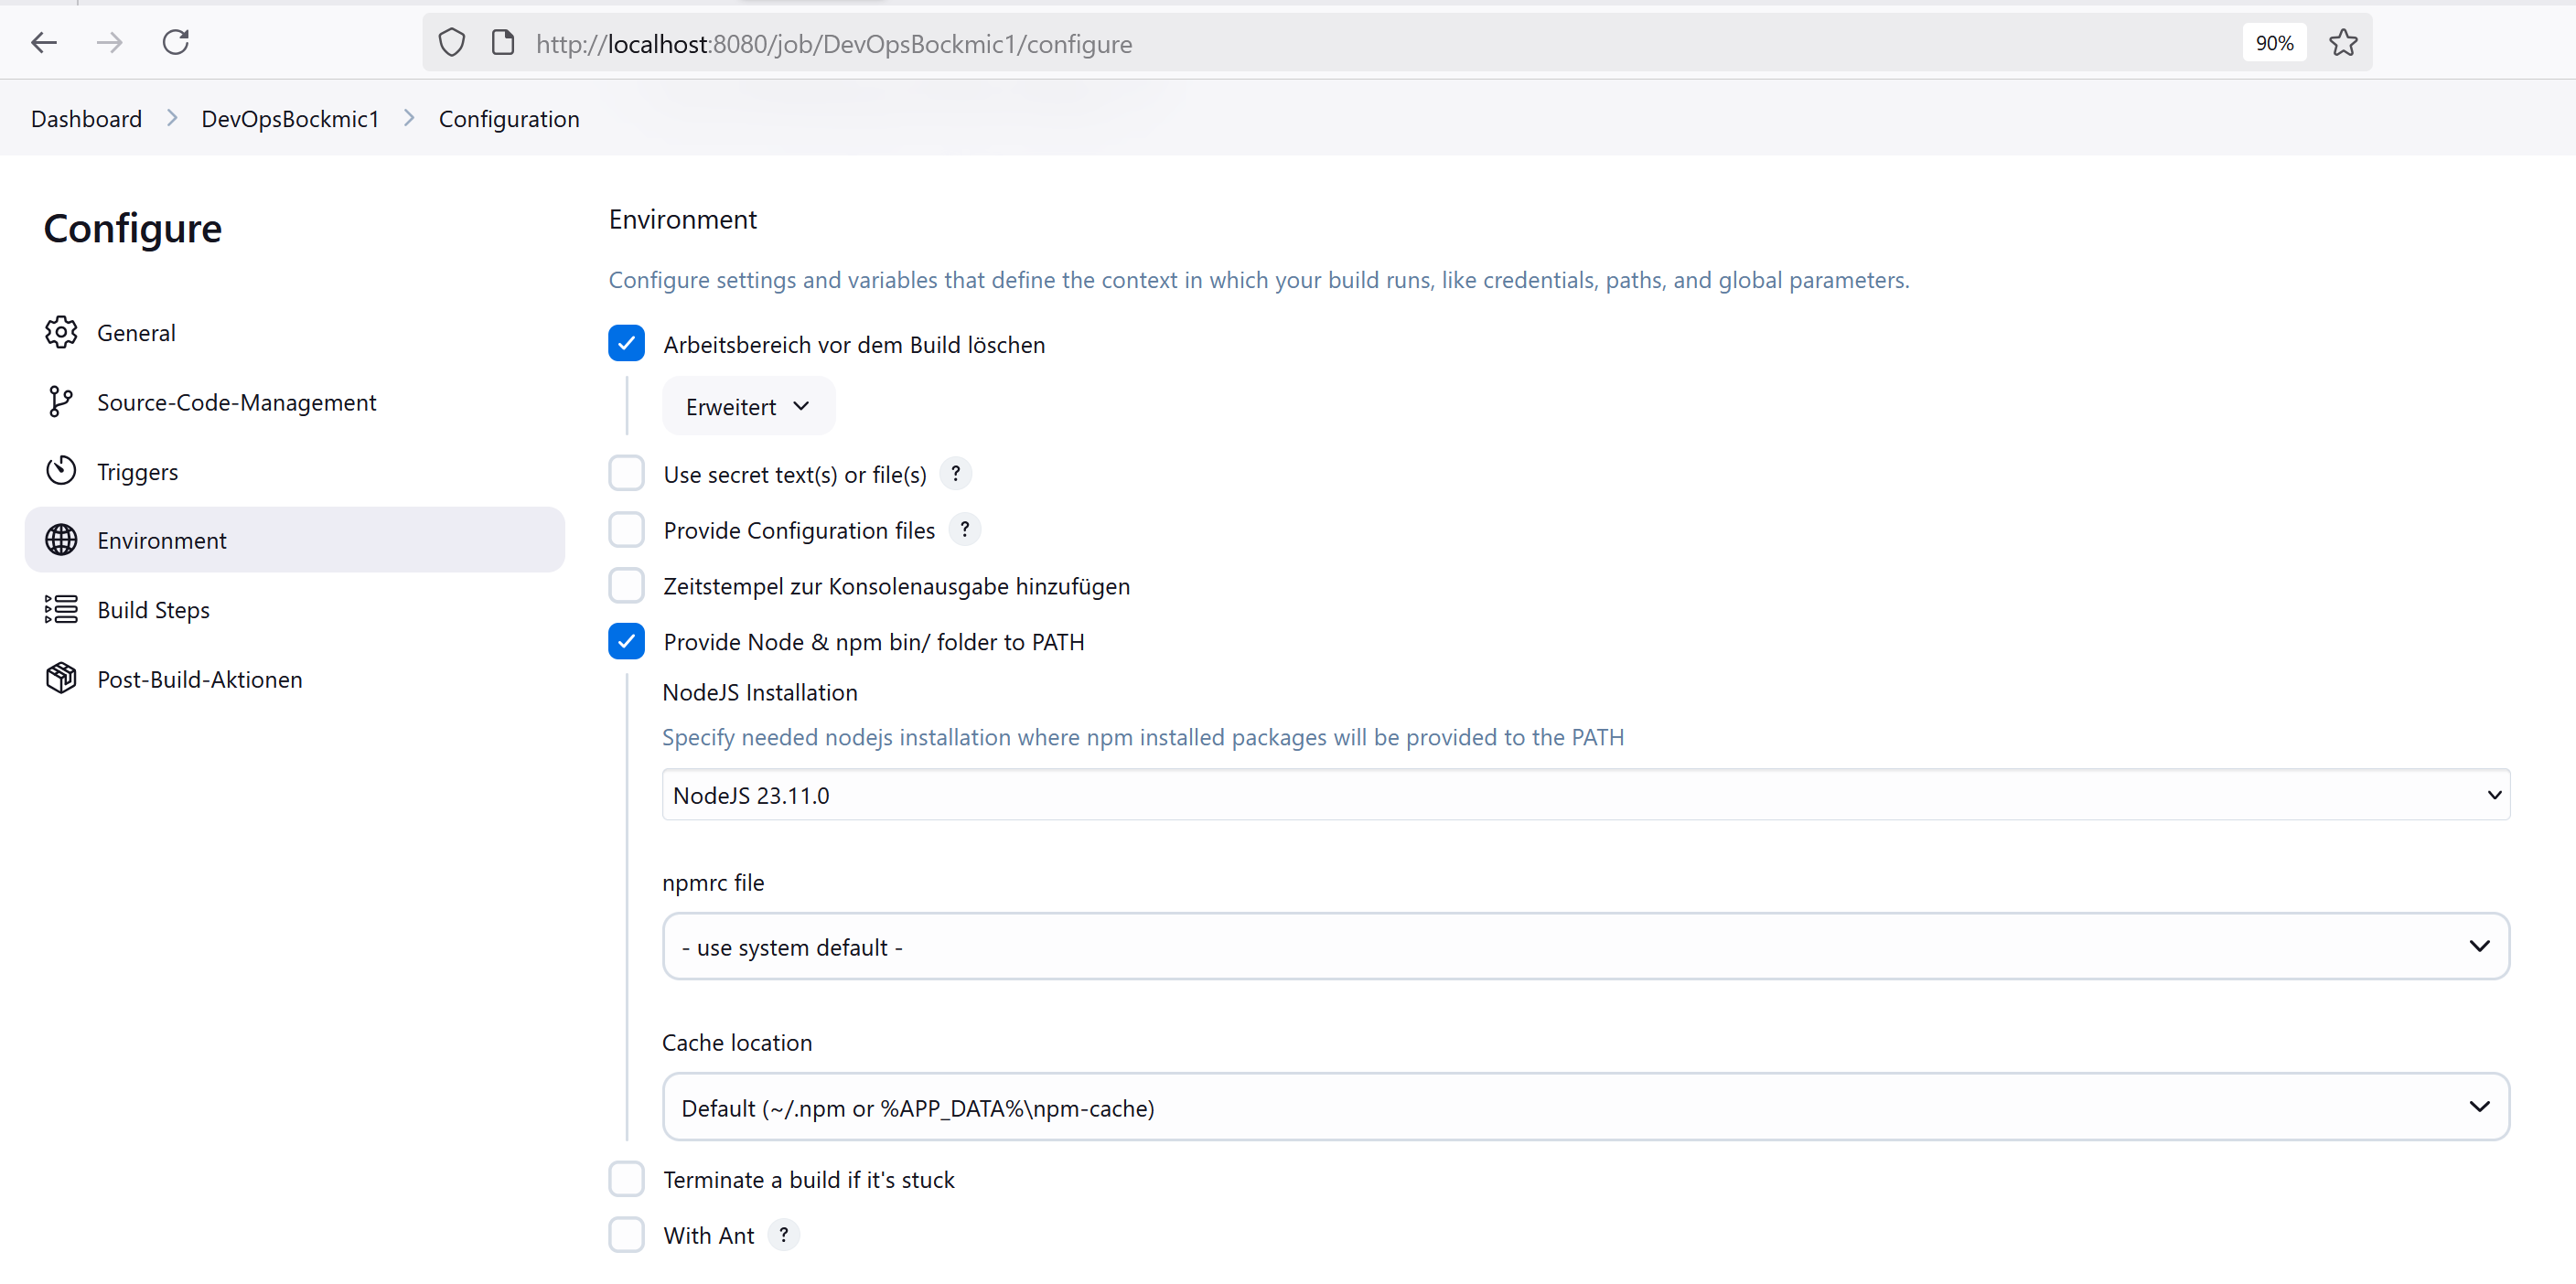 http://localhost:8080/job/DevOpsBockmic1/configure
90%
Dashboard > DevOpsBockmic1 > Configuration
Configure
General
Source-Code-Management
Triggers
Environment
Build Steps
Post-Build-Aktionen
Environment
Configure settings and variables that define the context in which your build runs, like credentials, paths, and global parameters.
Arbeitsbereich vor dem Build löschen
Erweitert
Use secret text(s) or file(s) ?
Provide Configuration files ?
Zeitstempel zur Konsolenausgabe hinzufügen
Provide Node & npm bin/ folder to PATH
NodeJS Installation
Specify needed nodejs installation where npm installed packages will be provided to the PATH
NodeJS 23.11.0
npmrc file
- use system default -
Cache location
Default (~/.npm or %APP_DATA%\npm-cache)
Terminate a build if it's stuck
With Ant ?